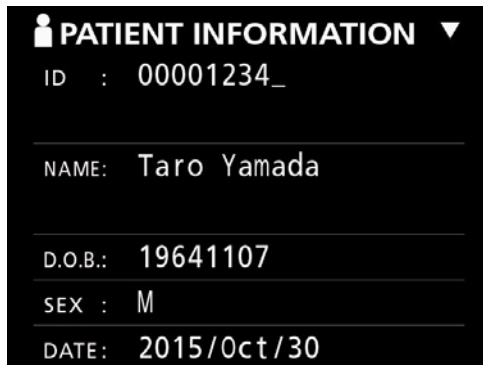 PATIENT INFORMATION ▼
ID : 00001234_
NAME: Taro Yamada
D.O.B.: 19641107
SEX : M
DATE: 2015/Oct/30